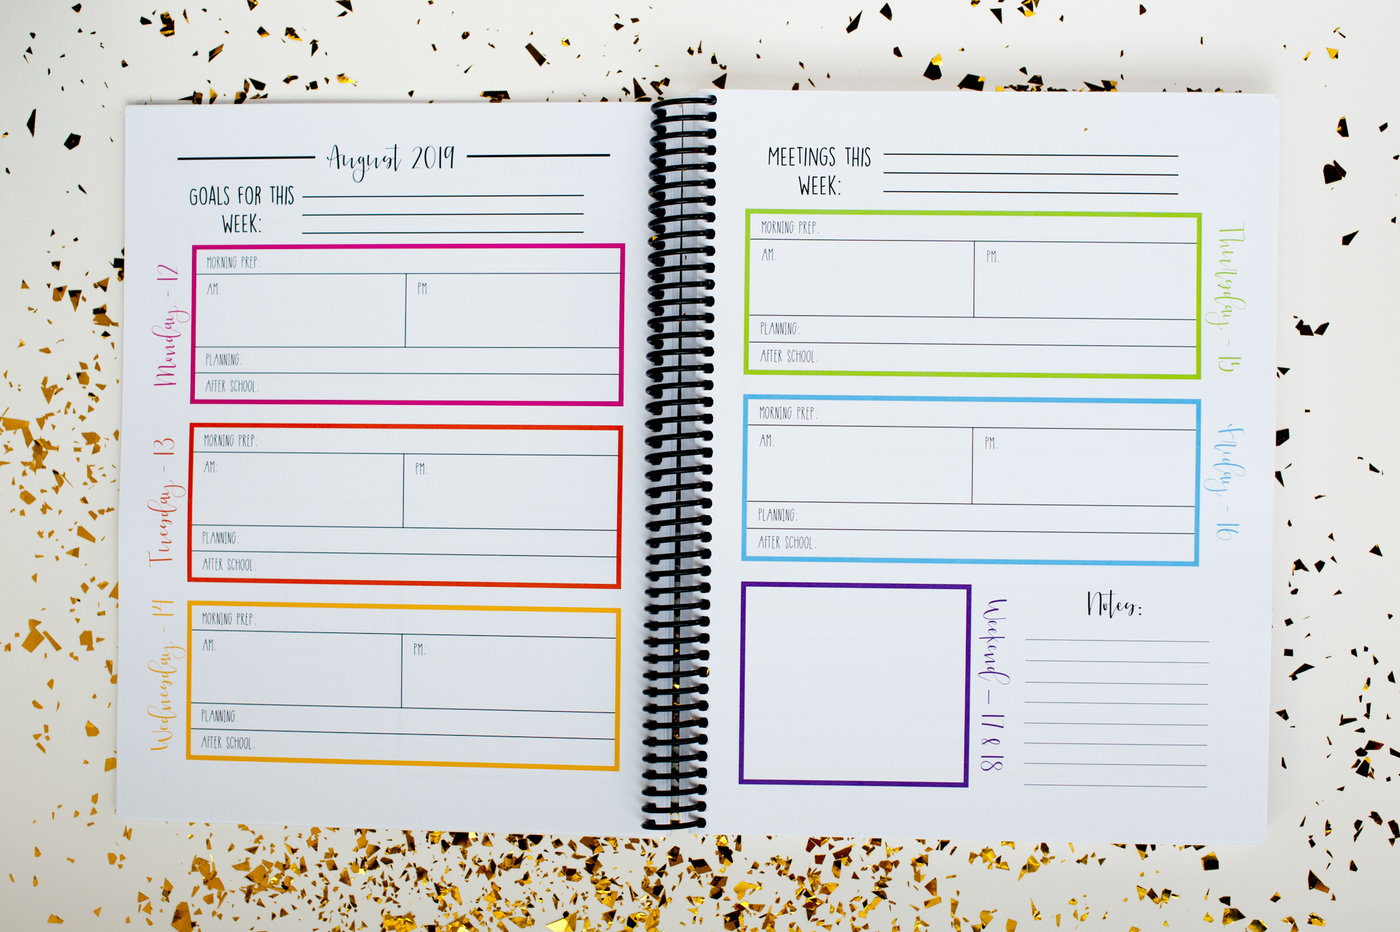 August 2019
GOALS FOR THIS
WEEK:
Monday - 12
MORNING PREP:
AM:
PM:
PLANNING:
AFTER SCHOOL:
Tuesday - 13
MORNING PREP:
AM:
PM:
PLANNING:
AFTER SCHOOL:
Wednesday - 14
MORNING PREP:
AM:
PM:
PLANNING:
AFTER SCHOOL:
MEETINGS THIS
WEEK:
Thursday - 15
MORNING PREP:
AM:
PM:
PLANNING:
AFTER SCHOOL:
Friday - 16
MORNING PREP:
AM:
PM:
PLANNING:
AFTER SCHOOL:
Weekend - 17 & 18
Notes: